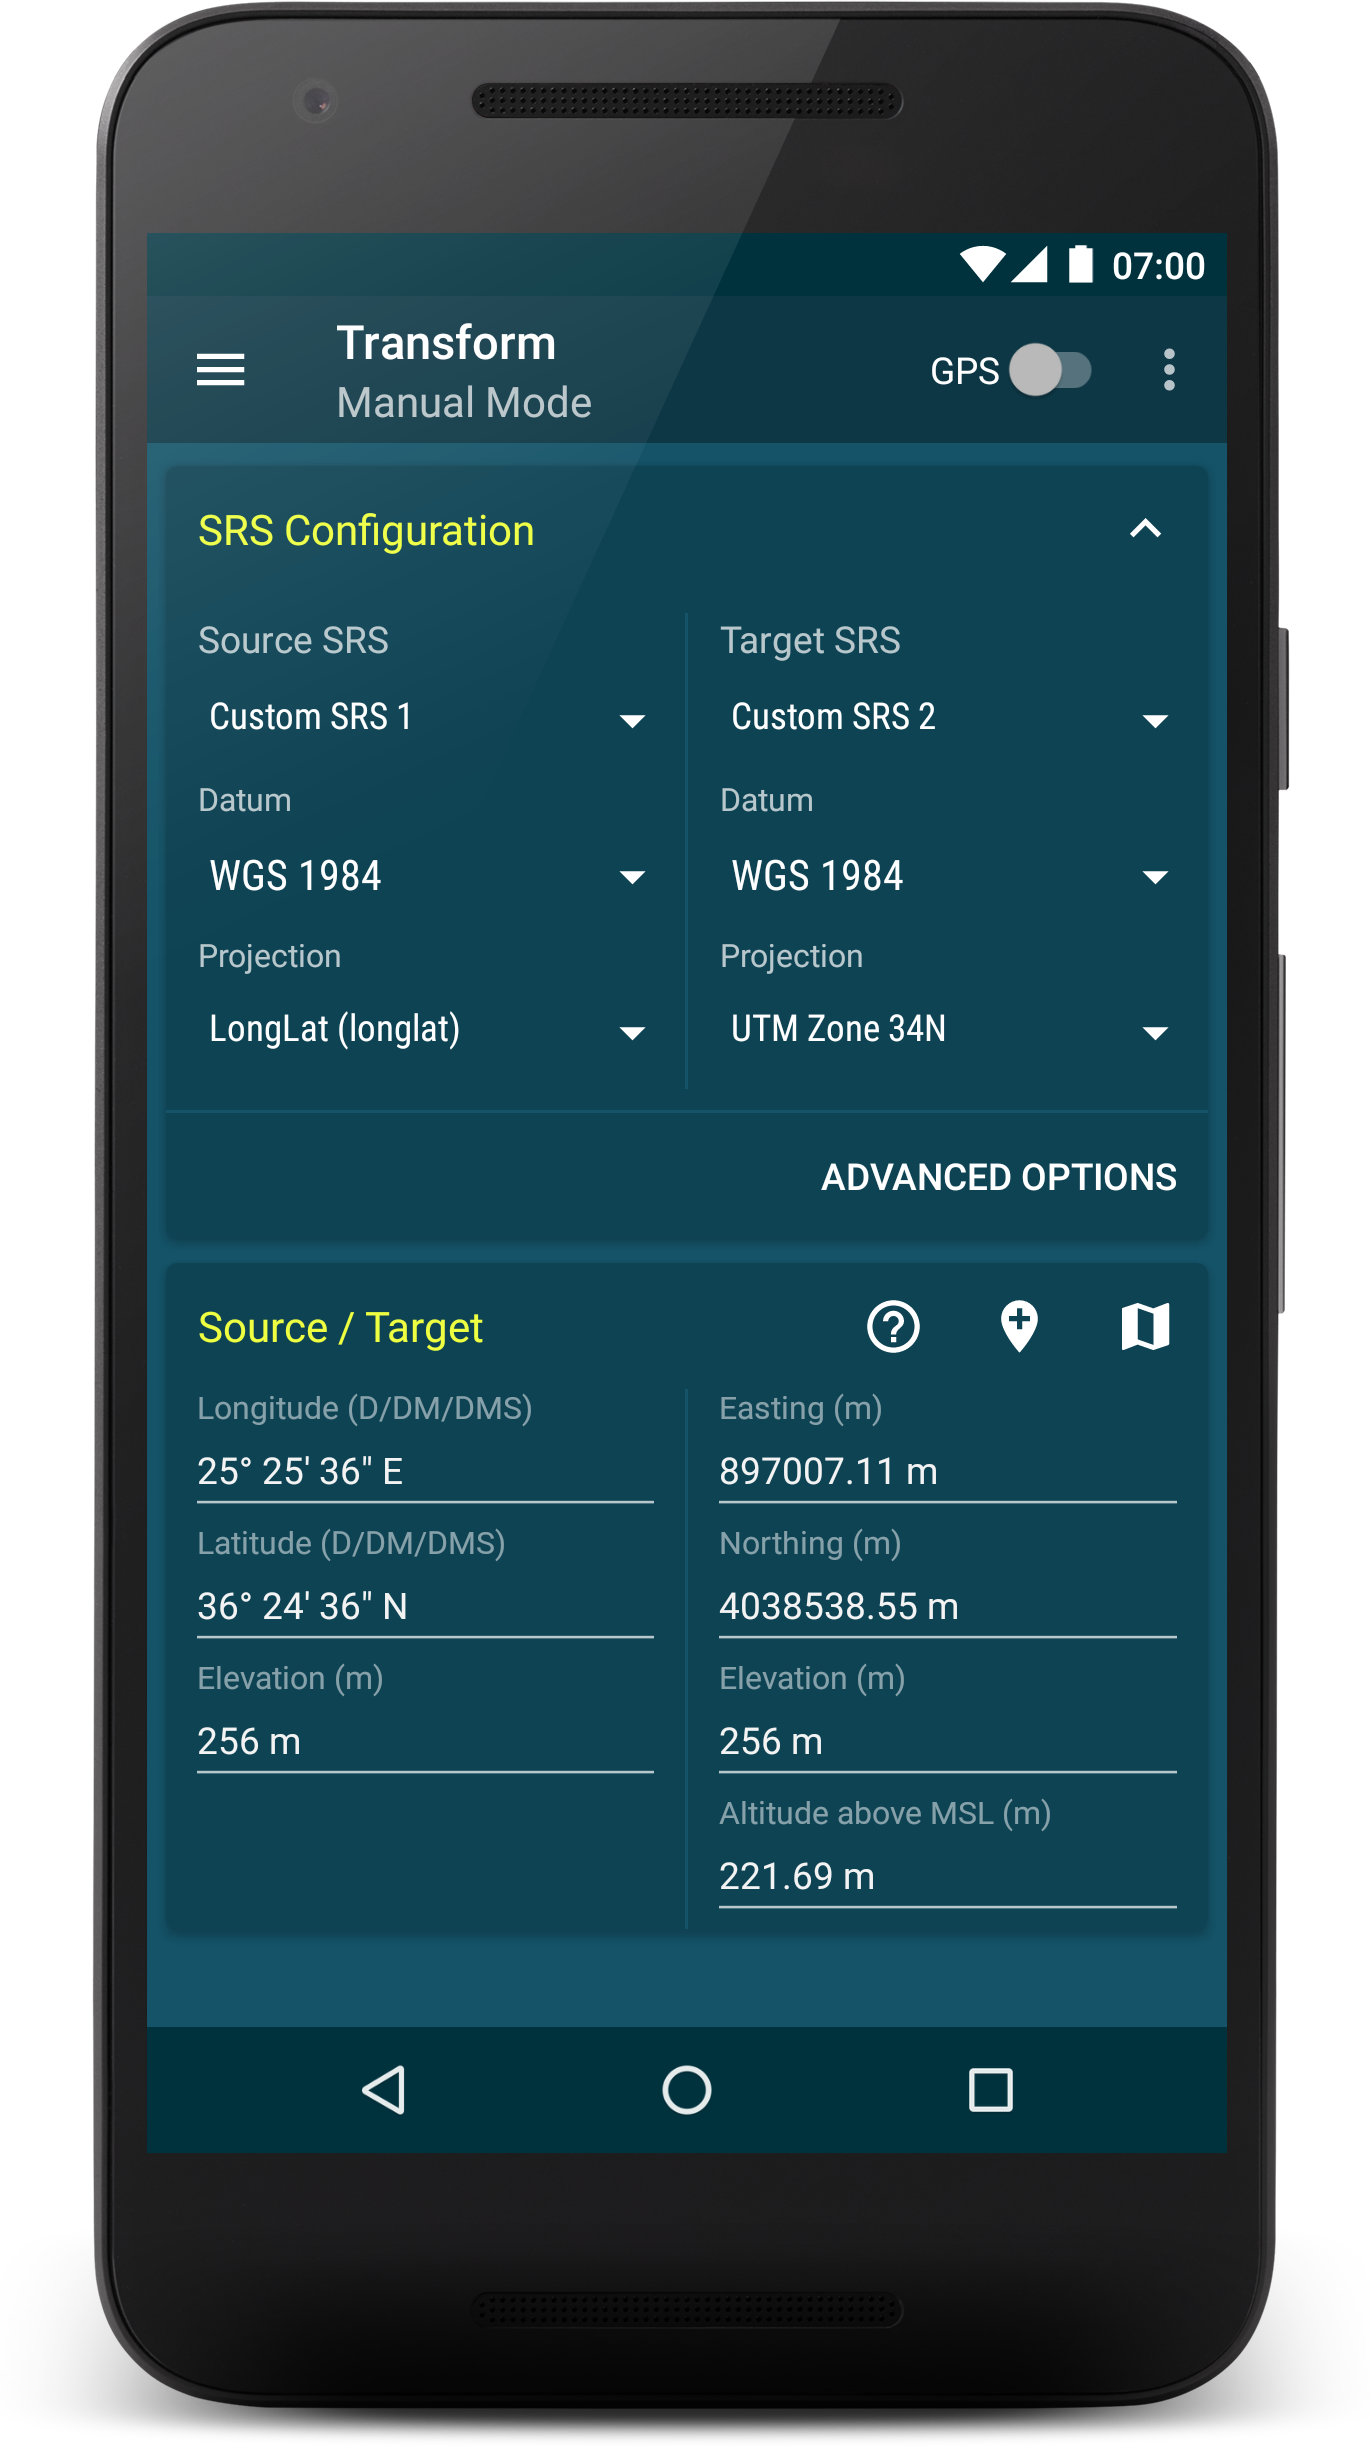 07:00
Transform
Manual Mode
GPS
SRS Configuration
Source SRS
Target SRS
Custom SRS 1
Custom SRS 2
Datum
Datum
WGS 1984
WGS 1984
Projection
Projection
LongLat (longlat)
UTM Zone 34N
ADVANCED OPTIONS
Source / Target
Longitude (D/DM/DMS)
Easting (m)
25° 25' 36" E
897007.11 m
Latitude (D/DM/DMS)
Northing (m)
36° 24' 36" N
4038538.55 m
Elevation (m)
Elevation (m)
256 m
256 m
Altitude above MSL (m)
221.69 m